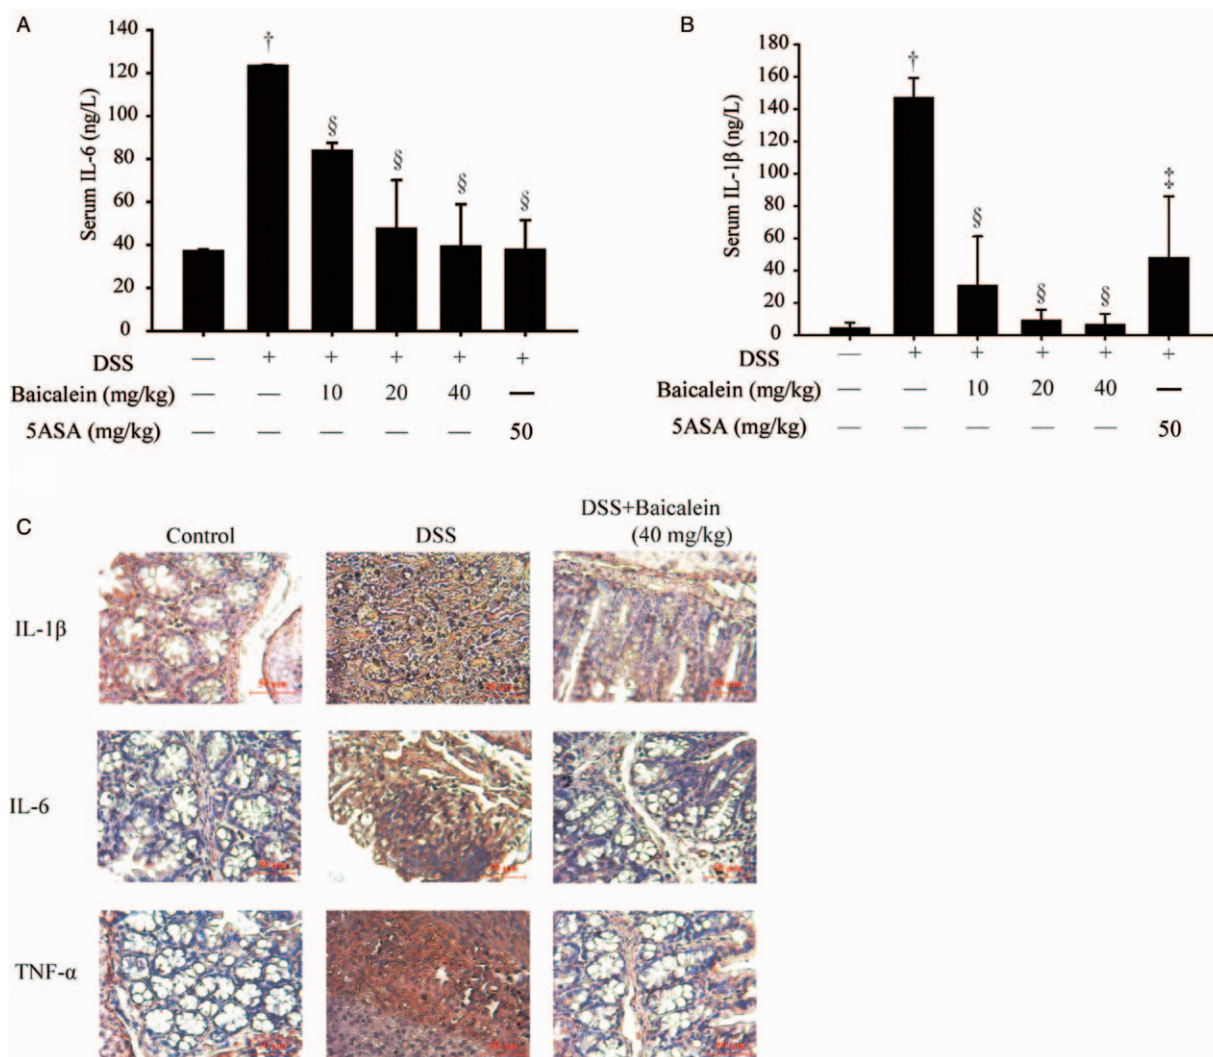 A
140
120
100
80
60
40
20
0
Serum IL-6 (ng/L)
†
§
§
§
§
DSS — + + + + +
Baicalein (mg/kg) — — 10 20 40 —
5ASA (mg/kg) — — — — — 50
B
180
160
140
120
100
80
60
40
20
0
Serum IL-1β (ng/L)
†
§
§
§
‡
DSS — + + + + +
Baicalein (mg/kg) — — 10 20 40 —
5ASA (mg/kg) — — — — — 50
C
Control
DSS
DSS+Baicalein
(40 mg/kg)
IL-1β
IL-6
TNF-α